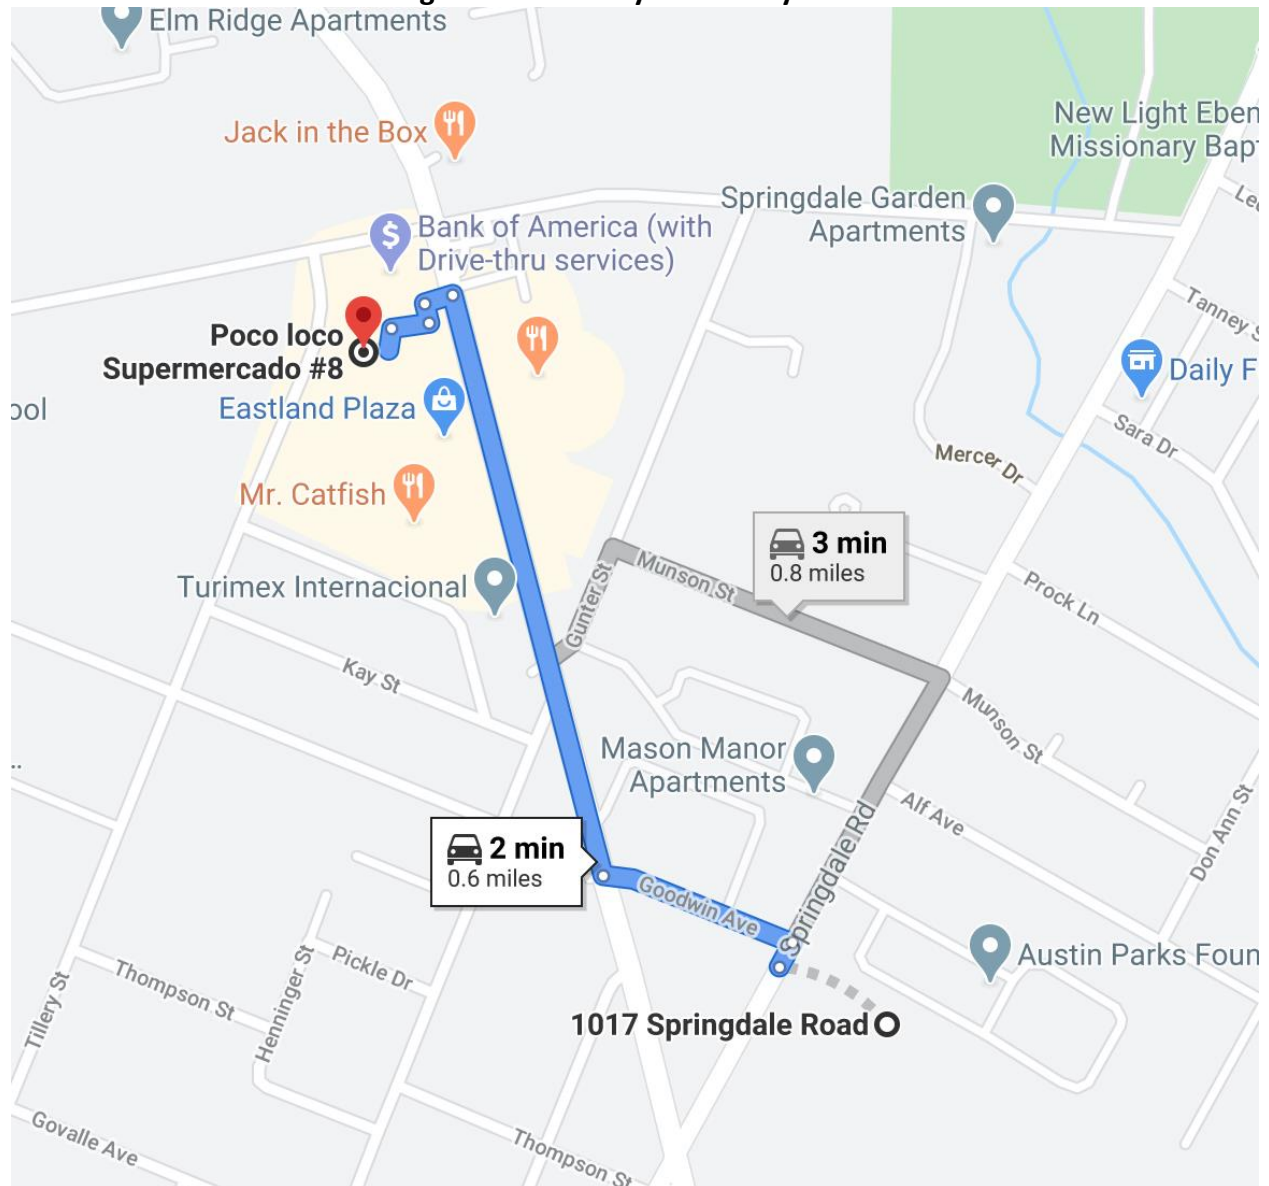 Elm Ridge Apartments
Jack in the Box
New Light Eben
Missionary Bap
Springdale Garden
Apartments
Bank of America (with
Drive-thru services)
Tanney S
Poco loco
Supermercado #8
Daily F
Eastland Plaza
ool
Sara Dr
Mercer Dr
Mr. Catfish
3 min
0.8 miles
Munson St
Turimex Internacional
Gunter St
Prock Ln
Kay St
Munson St
Mason Manor
Apartments
..
Alf Ave
Don Ann St
2 min
0.6 miles
Springdale Rd
Goodwin Ave
Pickle Dr
Austin Parks Foun
Thompson St
Henninger St
Tillery St
1017 Springdale Road
Govalle Ave
Thompson St